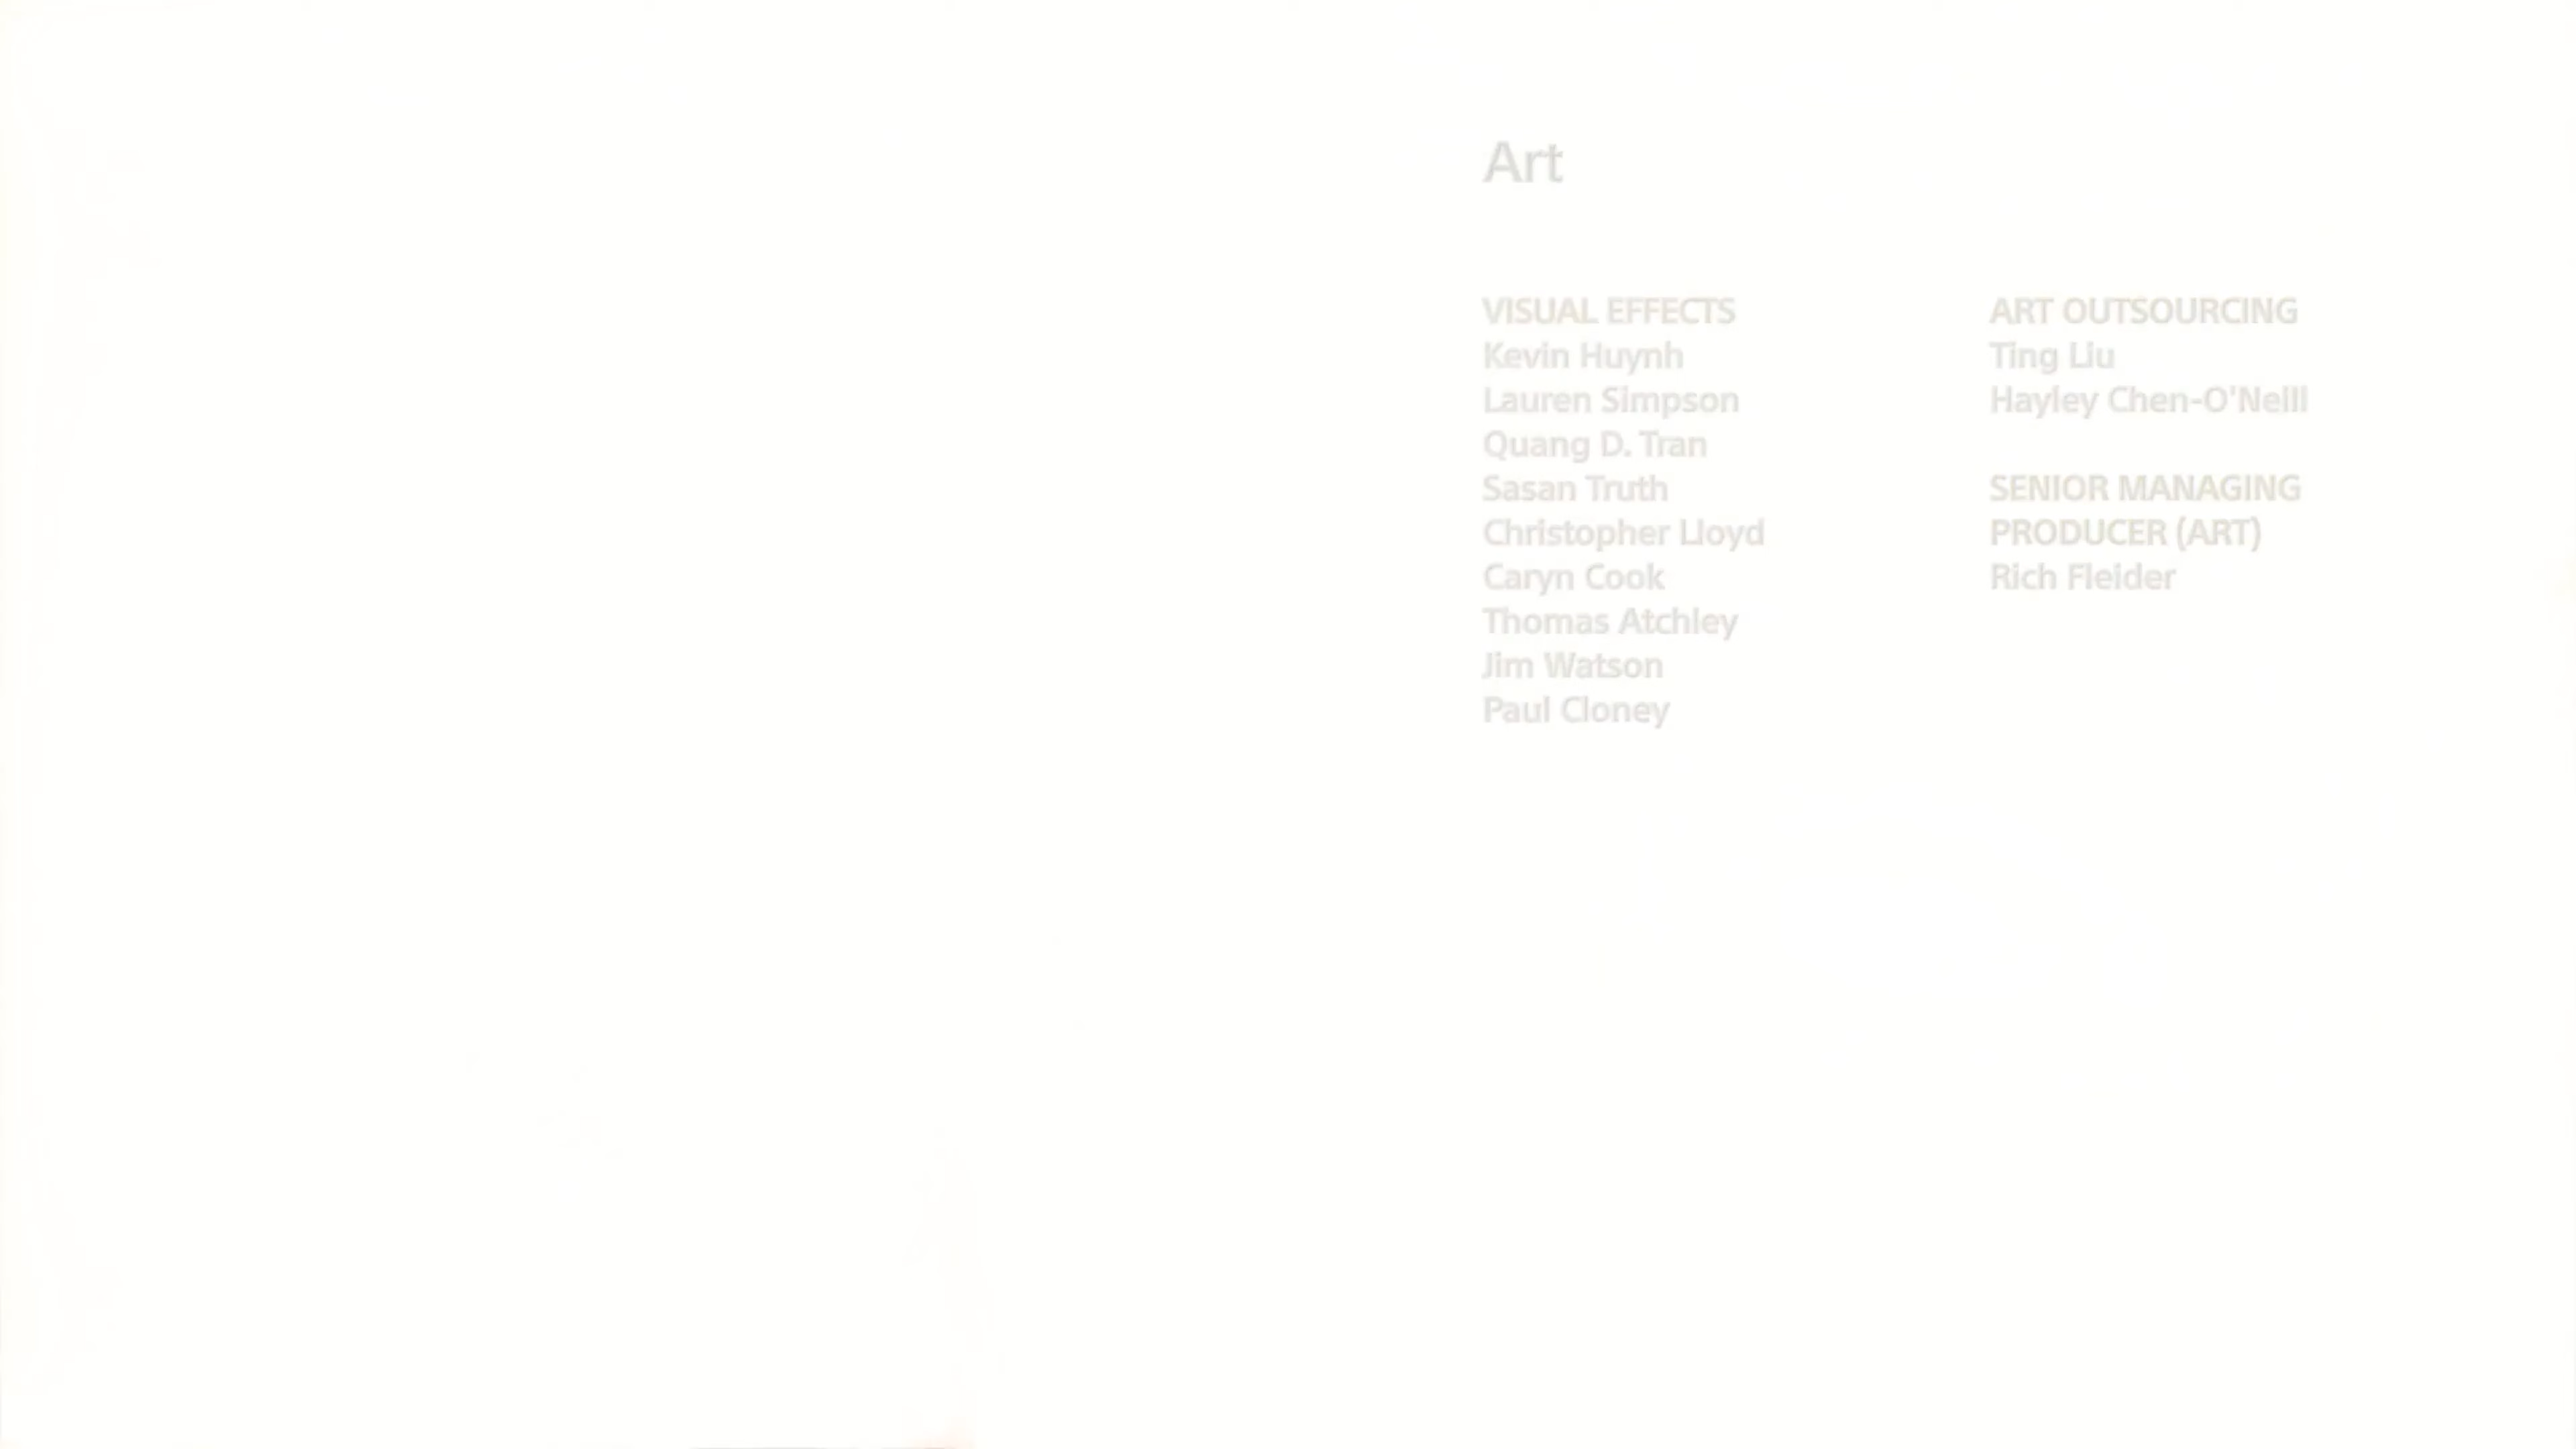 Art
VISUAL EFFECTS
Kevin Huynh
Lauren Simpson
Quang D. Tran
Sasan Truth
Christopher Lloyd
Caryn Cook
Thomas Atchley
Jim Watson
Paul Cloney
ART OUTSOURCING
Ting Liu
Hayley Chen-O'Neill
SENIOR MANAGING
PRODUCER (ART)
Rich Fleider